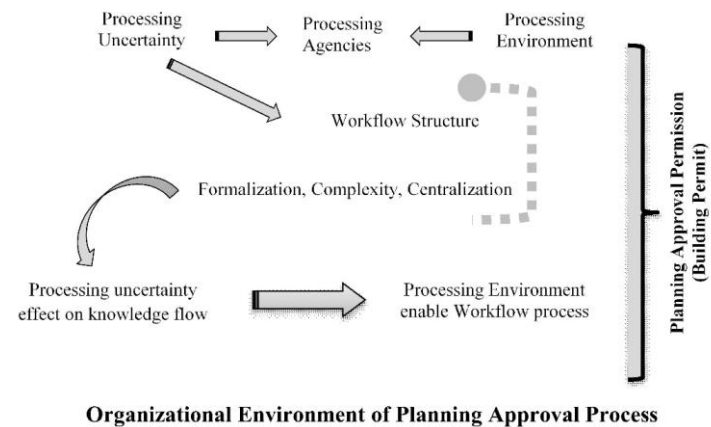 Processing
Uncertainty
Processing
Agencies
Processing
Environment
Workflow Structure
Formalization, Complexity, Centralization
Processing uncertainty
effect on knowledge flow
Processing Environment
enable Workflow process
Planning Approval Permission
(Building Permit)
Organizational Environment of Planning Approval Process